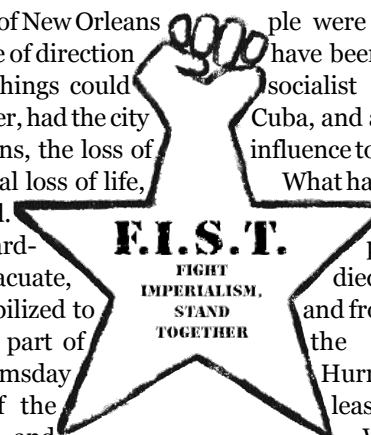 of New Orleans
e of direction
hings could
er, had the city
ns, the loss of
al loss of life,
l.
ard-
acuate,
bilized to
part of
msday
f the
and
F.I.S.T.
FIGHT
IMPERIALISM,
STAND
TOGETHER
ple were
have been
socialist
Cuba, and a
influence to
What ha
p
died
and fro
the
Hurr
leas